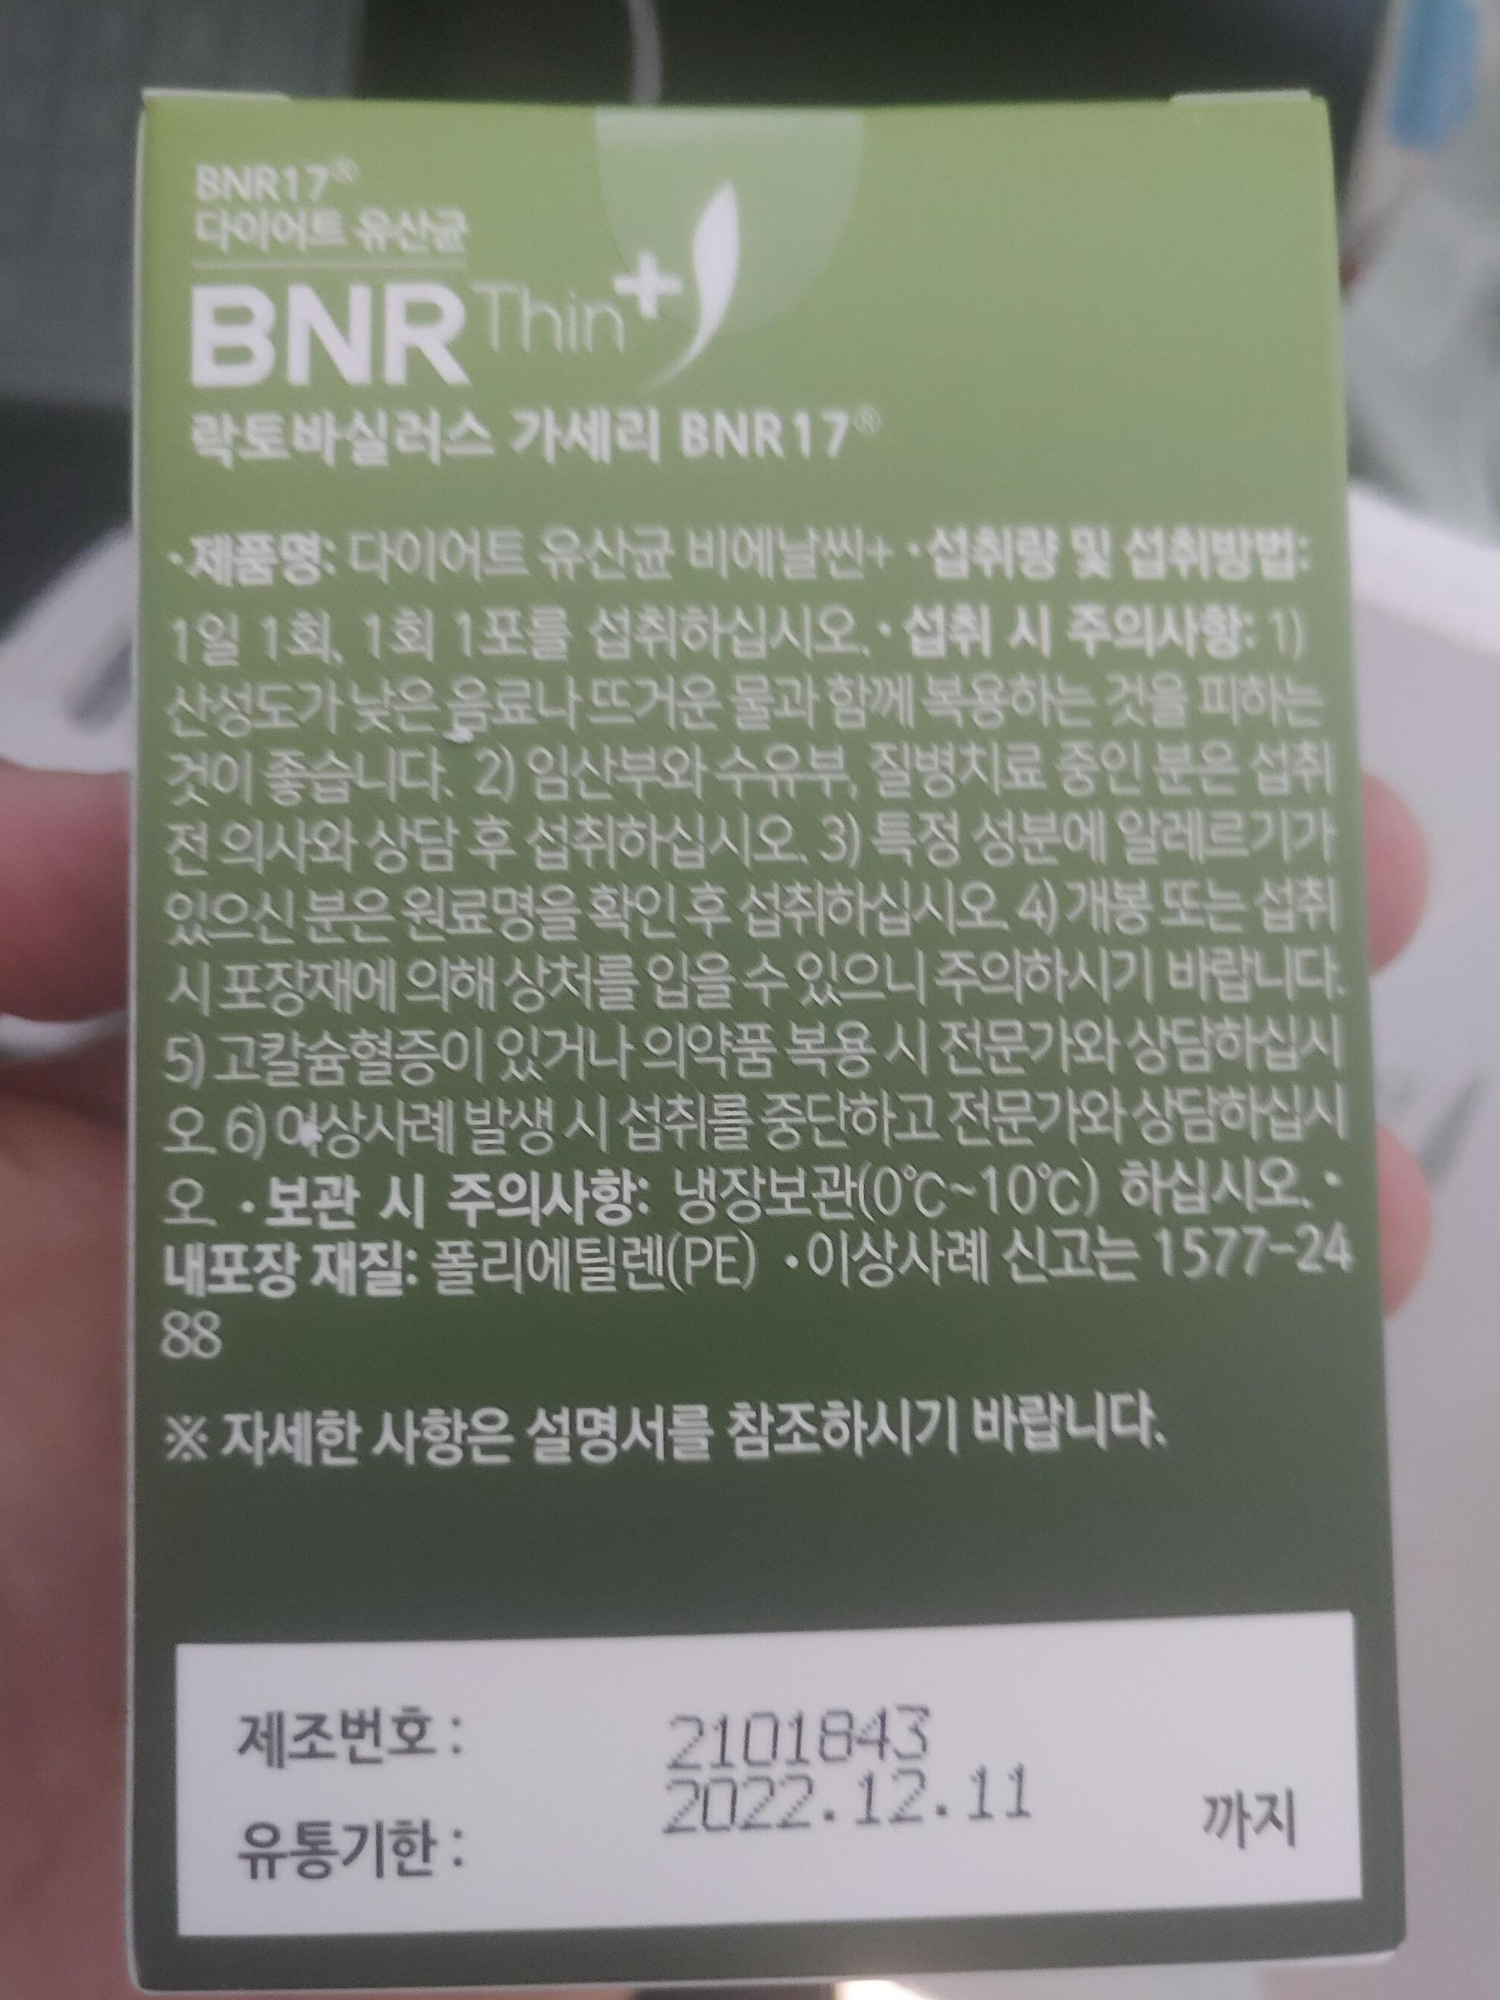 BNR17®
다이어트 유산균
BNR Thin+
락토바실러스 가세리 BNR17®
·제품명: 다이어트 유산균 비에날씬+ ·섭취량 및 섭취방법:
1일 1회, 1회 1포를 섭취하십시오. ·섭취 시 주의사항: 1)
산성도가 낮은 음료나 뜨거운 물과 함께 복용하는 것을 피하는
것이 좋습니다. 2) 임산부와 수유부, 질병치료 중인 분은 섭취
전 의사와 상담 후 섭취하십시오. 3) 특정 성분에 알레르기가
있으신 분은 원료명을 확인 후 섭취하십시오. 4) 개봉 또는 섭취
시 포장재에 의해 상처를 입을 수 있으니 주의하시기 바랍니다.
5) 고칼슘혈증이 있거나 의약품 복용 시 전문가와 상담하십시
오 6) 이상사례 발생 시 섭취를 중단하고 전문가와 상담하십시
오 ·보관 시 주의사항: 냉장보관(0℃~10℃) 하십시오. ·
내포장 재질: 폴리에틸렌(PE) ·이상사례 신고는 1577-24
88
※ 자세한 사항은 설명서를 참조하시기 바랍니다.
제조번호 : 2101843
유통기한 : 2022.12.11 까지